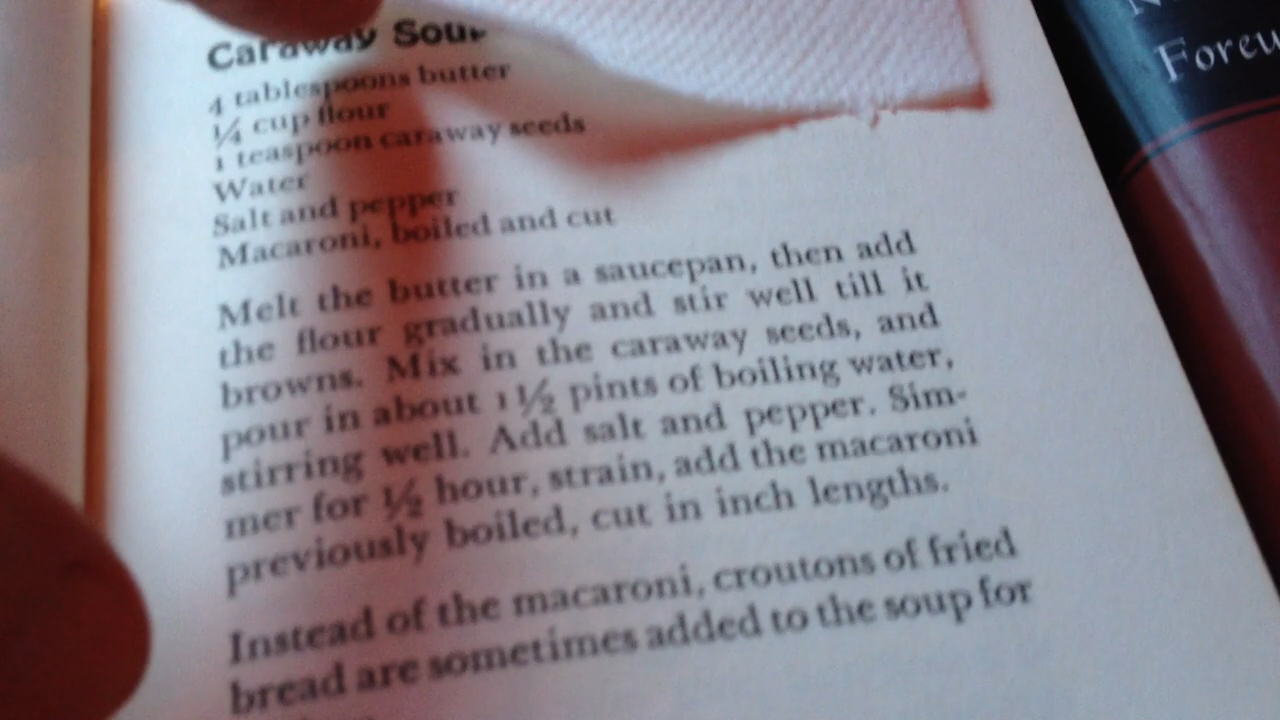 Caraway Soup
4 tablespoons butter
¼ cup flour
1 teaspoon caraway seeds
Water
Salt and pepper
Macaroni, boiled and cut
Melt the butter in a saucepan, then add
the flour gradually and stir well till it
browns. Mix in the caraway seeds, and
pour in about 1½ pints of boiling water,
stirring well. Add salt and pepper. Sim-
mer for ½ hour, strain, add the macaroni
previously boiled, cut in inch lengths.
Instead of the macaroni, croutons of fried
bread are sometimes added to the soup for